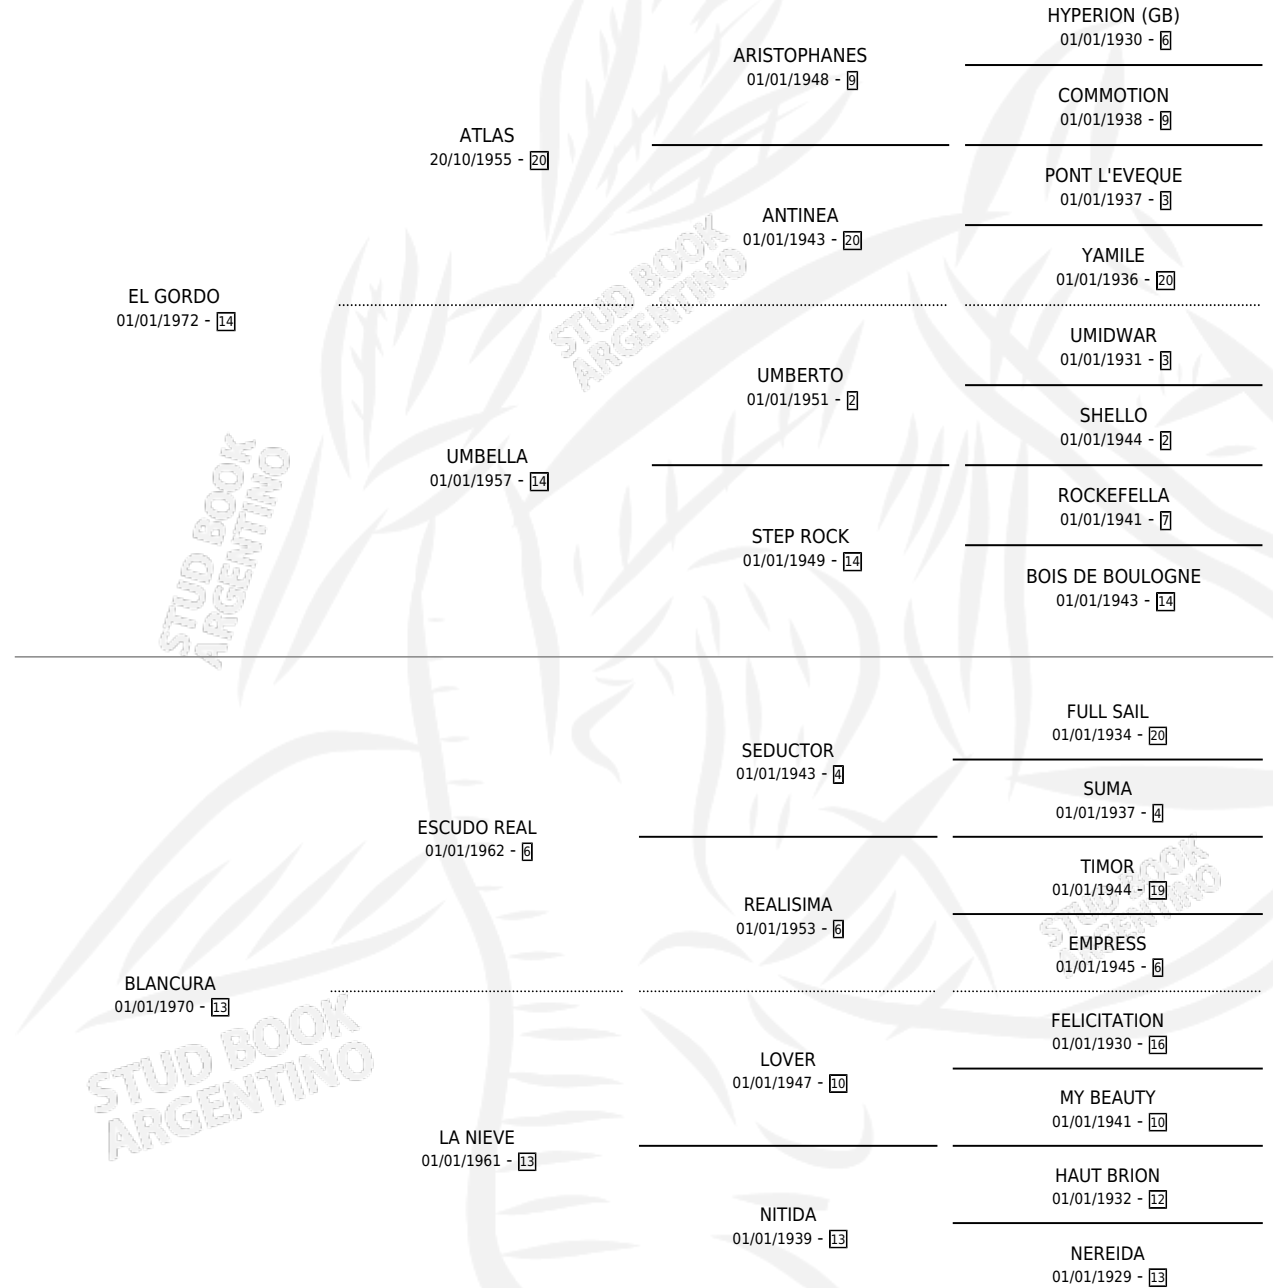 HYPERION (GB)
01/01/1930 - 6
ARISTOPHANES
01/01/1948 - 9
COMMOTION
01/01/1938 - 9
ATLAS
20/10/1955 - 20
PONT L'EVEQUE
01/01/1937 - 3
ANTINEA
01/01/1943 - 20
YAMILE
01/01/1936 - 20
EL GORDO
01/01/1972 - 14
UMIDWAR
01/01/1931 - 3
UMBERTO
01/01/1951 - 2
SHELLO
01/01/1944 - 2
UMBELLA
01/01/1957 - 14
ROCKEFELLA
01/01/1941 - 7
STEP ROCK
01/01/1949 - 14
BOIS DE BOULOGNE
01/01/1943 - 14
STUD BOOK
ARGENTINO
STUD BOOK
ARGENTINO
FULL SAIL
01/01/1934 - 20
SEDUCTOR
01/01/1943 - 4
SUMA
01/01/1937 - 4
ESCUDO REAL
01/01/1962 - 6
TIMOR
01/01/1944 - 19
REALISIMA
01/01/1953 - 6
EMPRESS
01/01/1945 - 6
BLANCURA
01/01/1970 - 13
FELICITATION
01/01/1930 - 16
LOVER
01/01/1947 - 10
MY BEAUTY
01/01/1941 - 10
LA NIEVE
01/01/1961 - 13
HAUT BRION
01/01/1932 - 12
NITIDA
01/01/1939 - 13
NEREIDA
01/01/1929 - 13
STUD BOOK
ARGENTINO
STUD BOOK
ARGENTINO